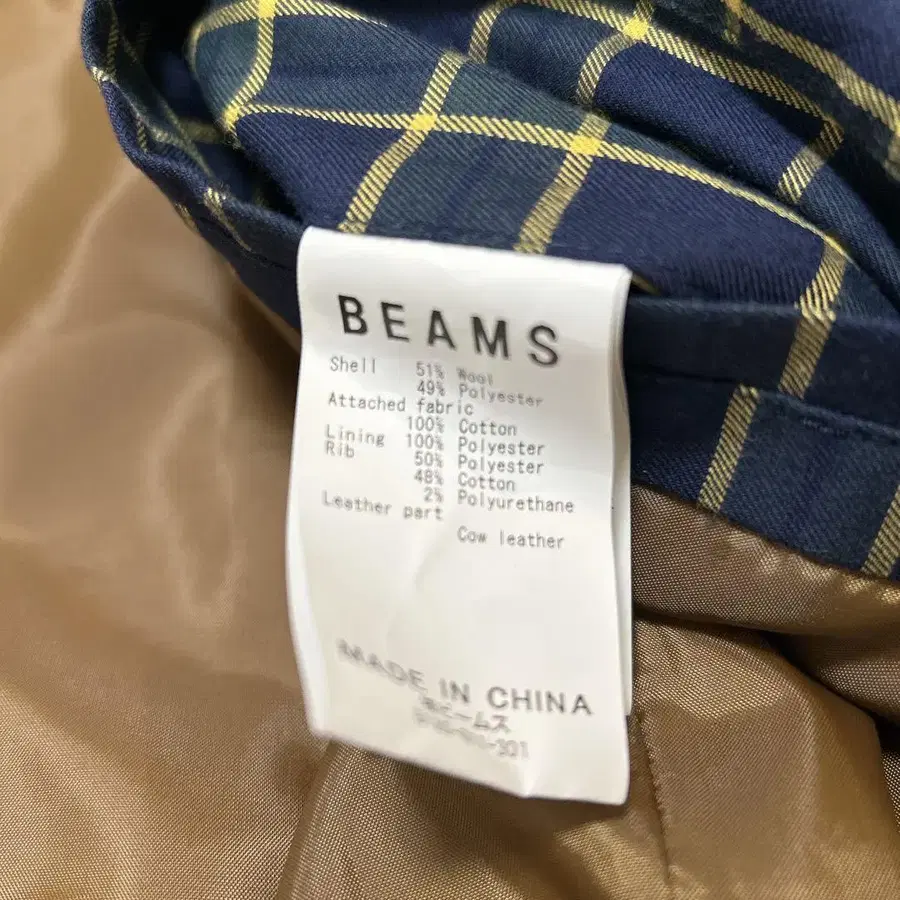 BEAMS
Shell 51% Wool
49% Polyester
Attached fabric
100% Cotton
Lining 100% Polyester
Rib 50% Polyester
48% Cotton
2% Polyurethane
Leather part
Cow leather
MADE IN CHINA
ビームス